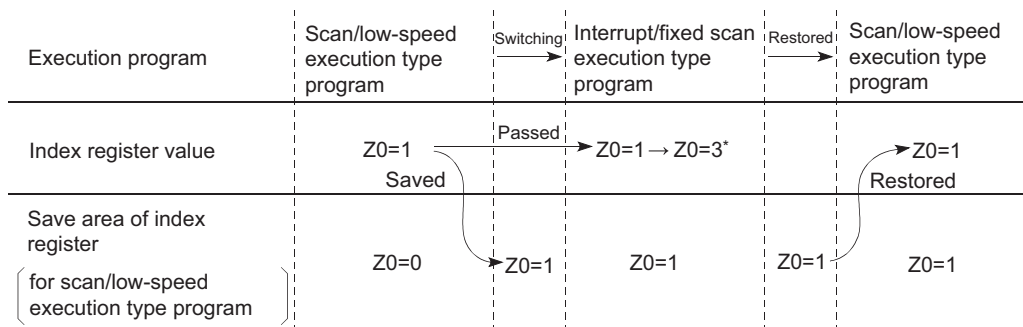 Execution program
Scan/low-speed
execution type
program
Switching
Interrupt/fixed scan
execution type
program
Restored
Scan/low-speed
execution type
program
Index register value
Z0=1
Passed
Z0=1→Z0=3*
Z0=1
Saved
Restored
Save area of index
register
for scan/low-speed
execution type program
Z0=0
Z0=1
Z0=1
Z0=1
Z0=1